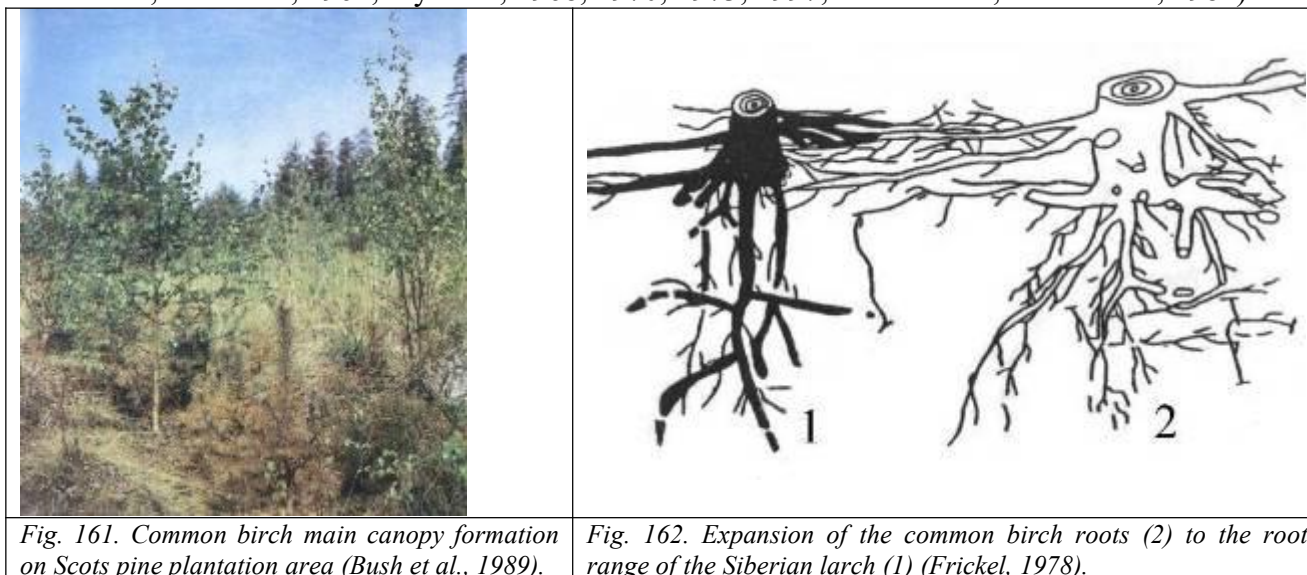 1
2
Fig. 161. Common birch main canopy formation
on Scots pine plantation area (Bush et al., 1989).
Fig. 162. Expansion of the common birch roots (2) to the root
range of the Siberian larch (1) (Frickel, 1978).